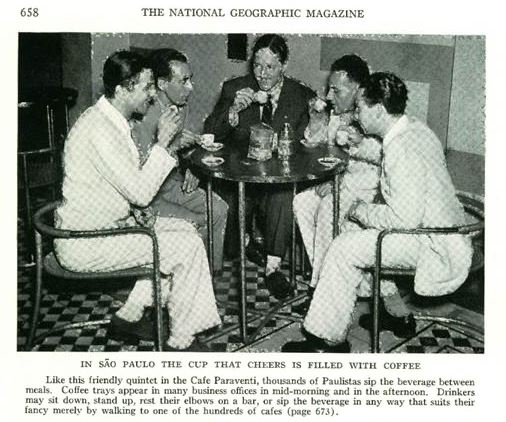 658
THE NATIONAL GEOGRAPHIC MAGAZINE
IN SÃO PAULO THE CUP THAT CHEERS IS FILLED WITH COFFEE
Like this friendly quintet in the Cafe Paraventi, thousands of Paulistas sip the beverage between
meals. Coffee trays appear in many business offices in mid-morning and in the afternoon. Drinkers
may sit down, stand up, rest their elbows on a bar, or sip the beverage in any way that suits their
fancy merely by walking to one of the hundreds of cafes (page 673).